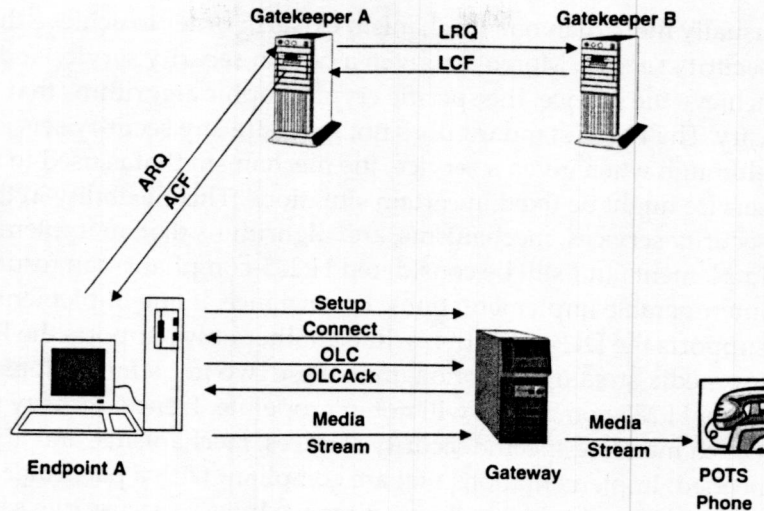 Gatekeeper A
Gatekeeper B
LRQ
LCF
ARQ
ACF
Setup
Connect
OLC
OLCAck
Media
Stream
Media
Stream
Endpoint A
Gateway
POTS
Phone